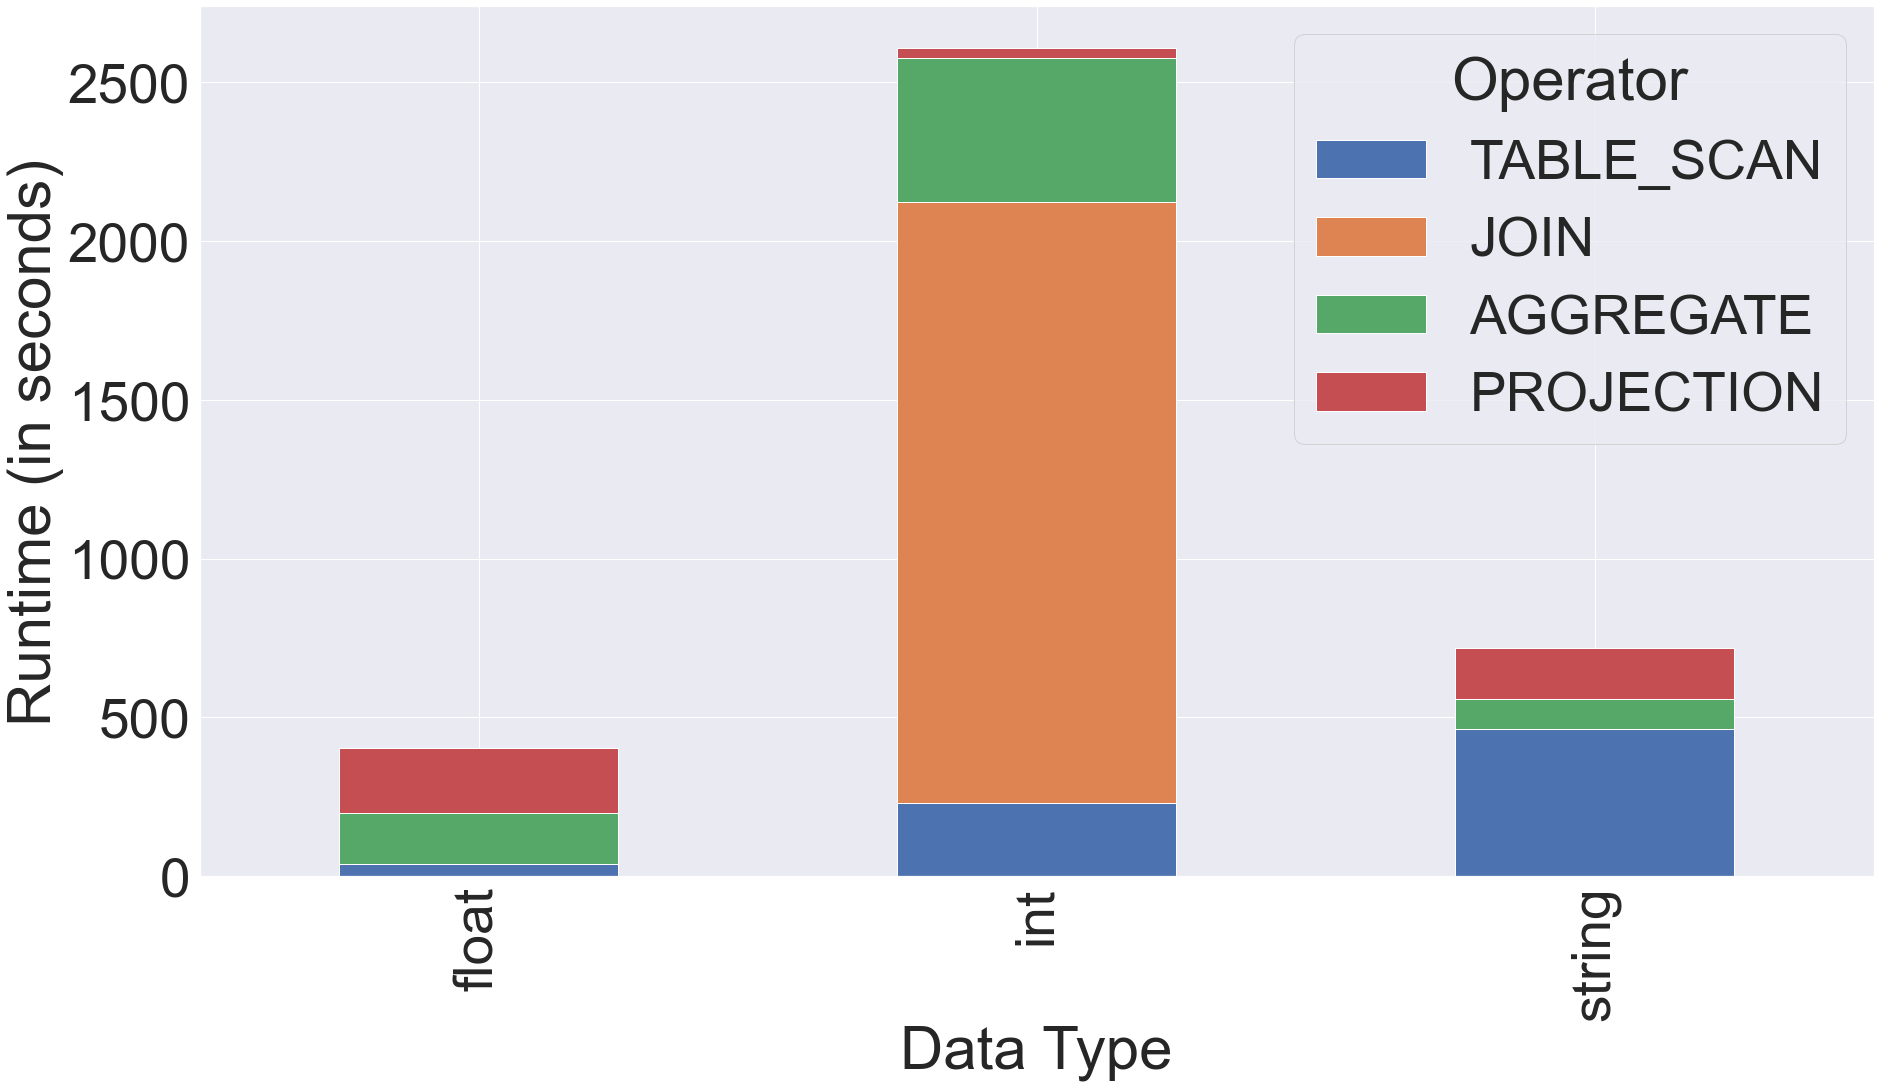 Runtime (in seconds)
2500
2000
1500
1000
500
0
Operator
TABLE_SCAN
JOIN
AGGREGATE
PROJECTION
float
int
string
Data Type